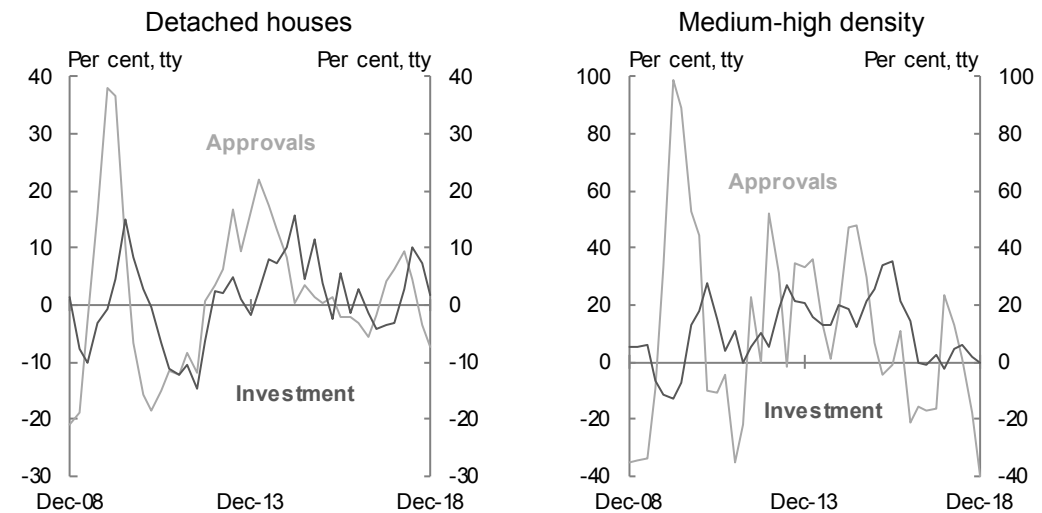 Detached houses
Per cent, tty Per cent, tty
40 40
30 30
Approvals
20 20
10 10
0 0
-10 -10
Investment
-20 -20
-30 -30
Dec-08 Dec-13 Dec-18
Medium-high density
Per cent, tty Per cent, tty
100 100
80 80
Approvals
60 60
40 40
20 20
0 0
Investment
-20 -20
-40 -40
Dec-08 Dec-13 Dec-18